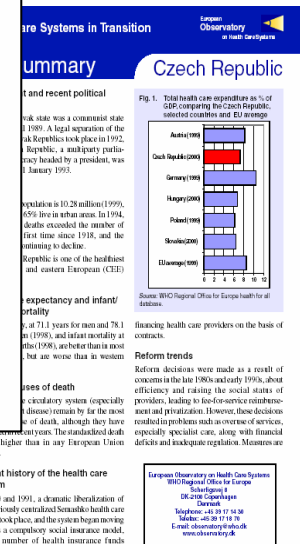 European
Observatory
on Health Care Systems
are Systems in Transition
ummary
Czech Republic
t and recent political
vak state was a communist state
l 1989. A legal separation of the
vak Republics took place in 1992,
h Republic, a multiparty parlia-
cracy headed by a president, was
1 January 1993.
opulation is 10.28 million (1999),
65% live in urban areas. In 1994,
deaths exceeded the number of
first time since 1918, and the
ontinuing to decline.
Republic is one of the healthiest
and eastern European (CEE)
e expectancy and infant/
ortality
y, at 71.1 years for men and 78.1
en (1998), and infant mortality at
rths (1998), are better than in most
, but are worse in western
uses of death
e circulatory system (especially
t disease) remain by far the most
se of death, although they have
recent years. The standardized death
higher than in any European Union
nt history of the health care
m
0 and 1991, a dramatic liberalization of
viously centralized Semashko health care
took place, and the system began moving
s a compulsory social insurance model,
number of health insurance funds
Fig. 1. Total health care expenditure as % of
GDP, comparing the Czech Republic,
selected countries and EU average
Austria (1999)
Czech Republic (2000)
Germany (1999)
Hungary (2000)
Poland (1999)
Slovakia (2000)
EU average (1999)
0 2 4 6 8 10 12
Source: WHO Regional Office for Europe health for all
database.
financing health care providers on the basis of
contracts.
Reform trends
Reform decisions were made as a result of
concerns in the late 1980s and early 1990s, about
efficiency and raising the social status of
providers, leading to fee-for-service reimburse-
ment and privatization. However, these decisions
resulted in problems such as overuse of services,
especially specialist care, along with financial
deficits and inadequate regulation. Measures are
European Observatory on Health Care Systems
WHO Regional Office for Europe
Scherfigsvej 8
DK-2100 Copenhagen
Denmark
Telephone: +45 39 17 14 30
Telefax: +45 39 17 18 70
E-mail: observatory@who.dk
www.observatory.dk